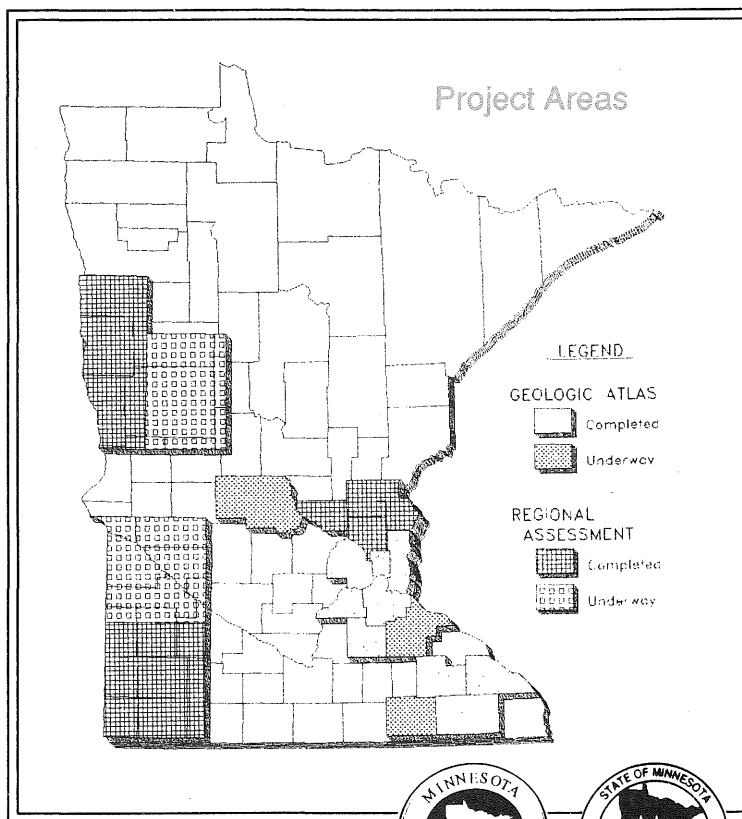 Project Areas
LEGEND
GEOLOGIC ATLAS
Completed
Underway
REGIONAL
ASSESSMENT
Completed
Underway
MINNESOTA
STATE OF MINNESOTA